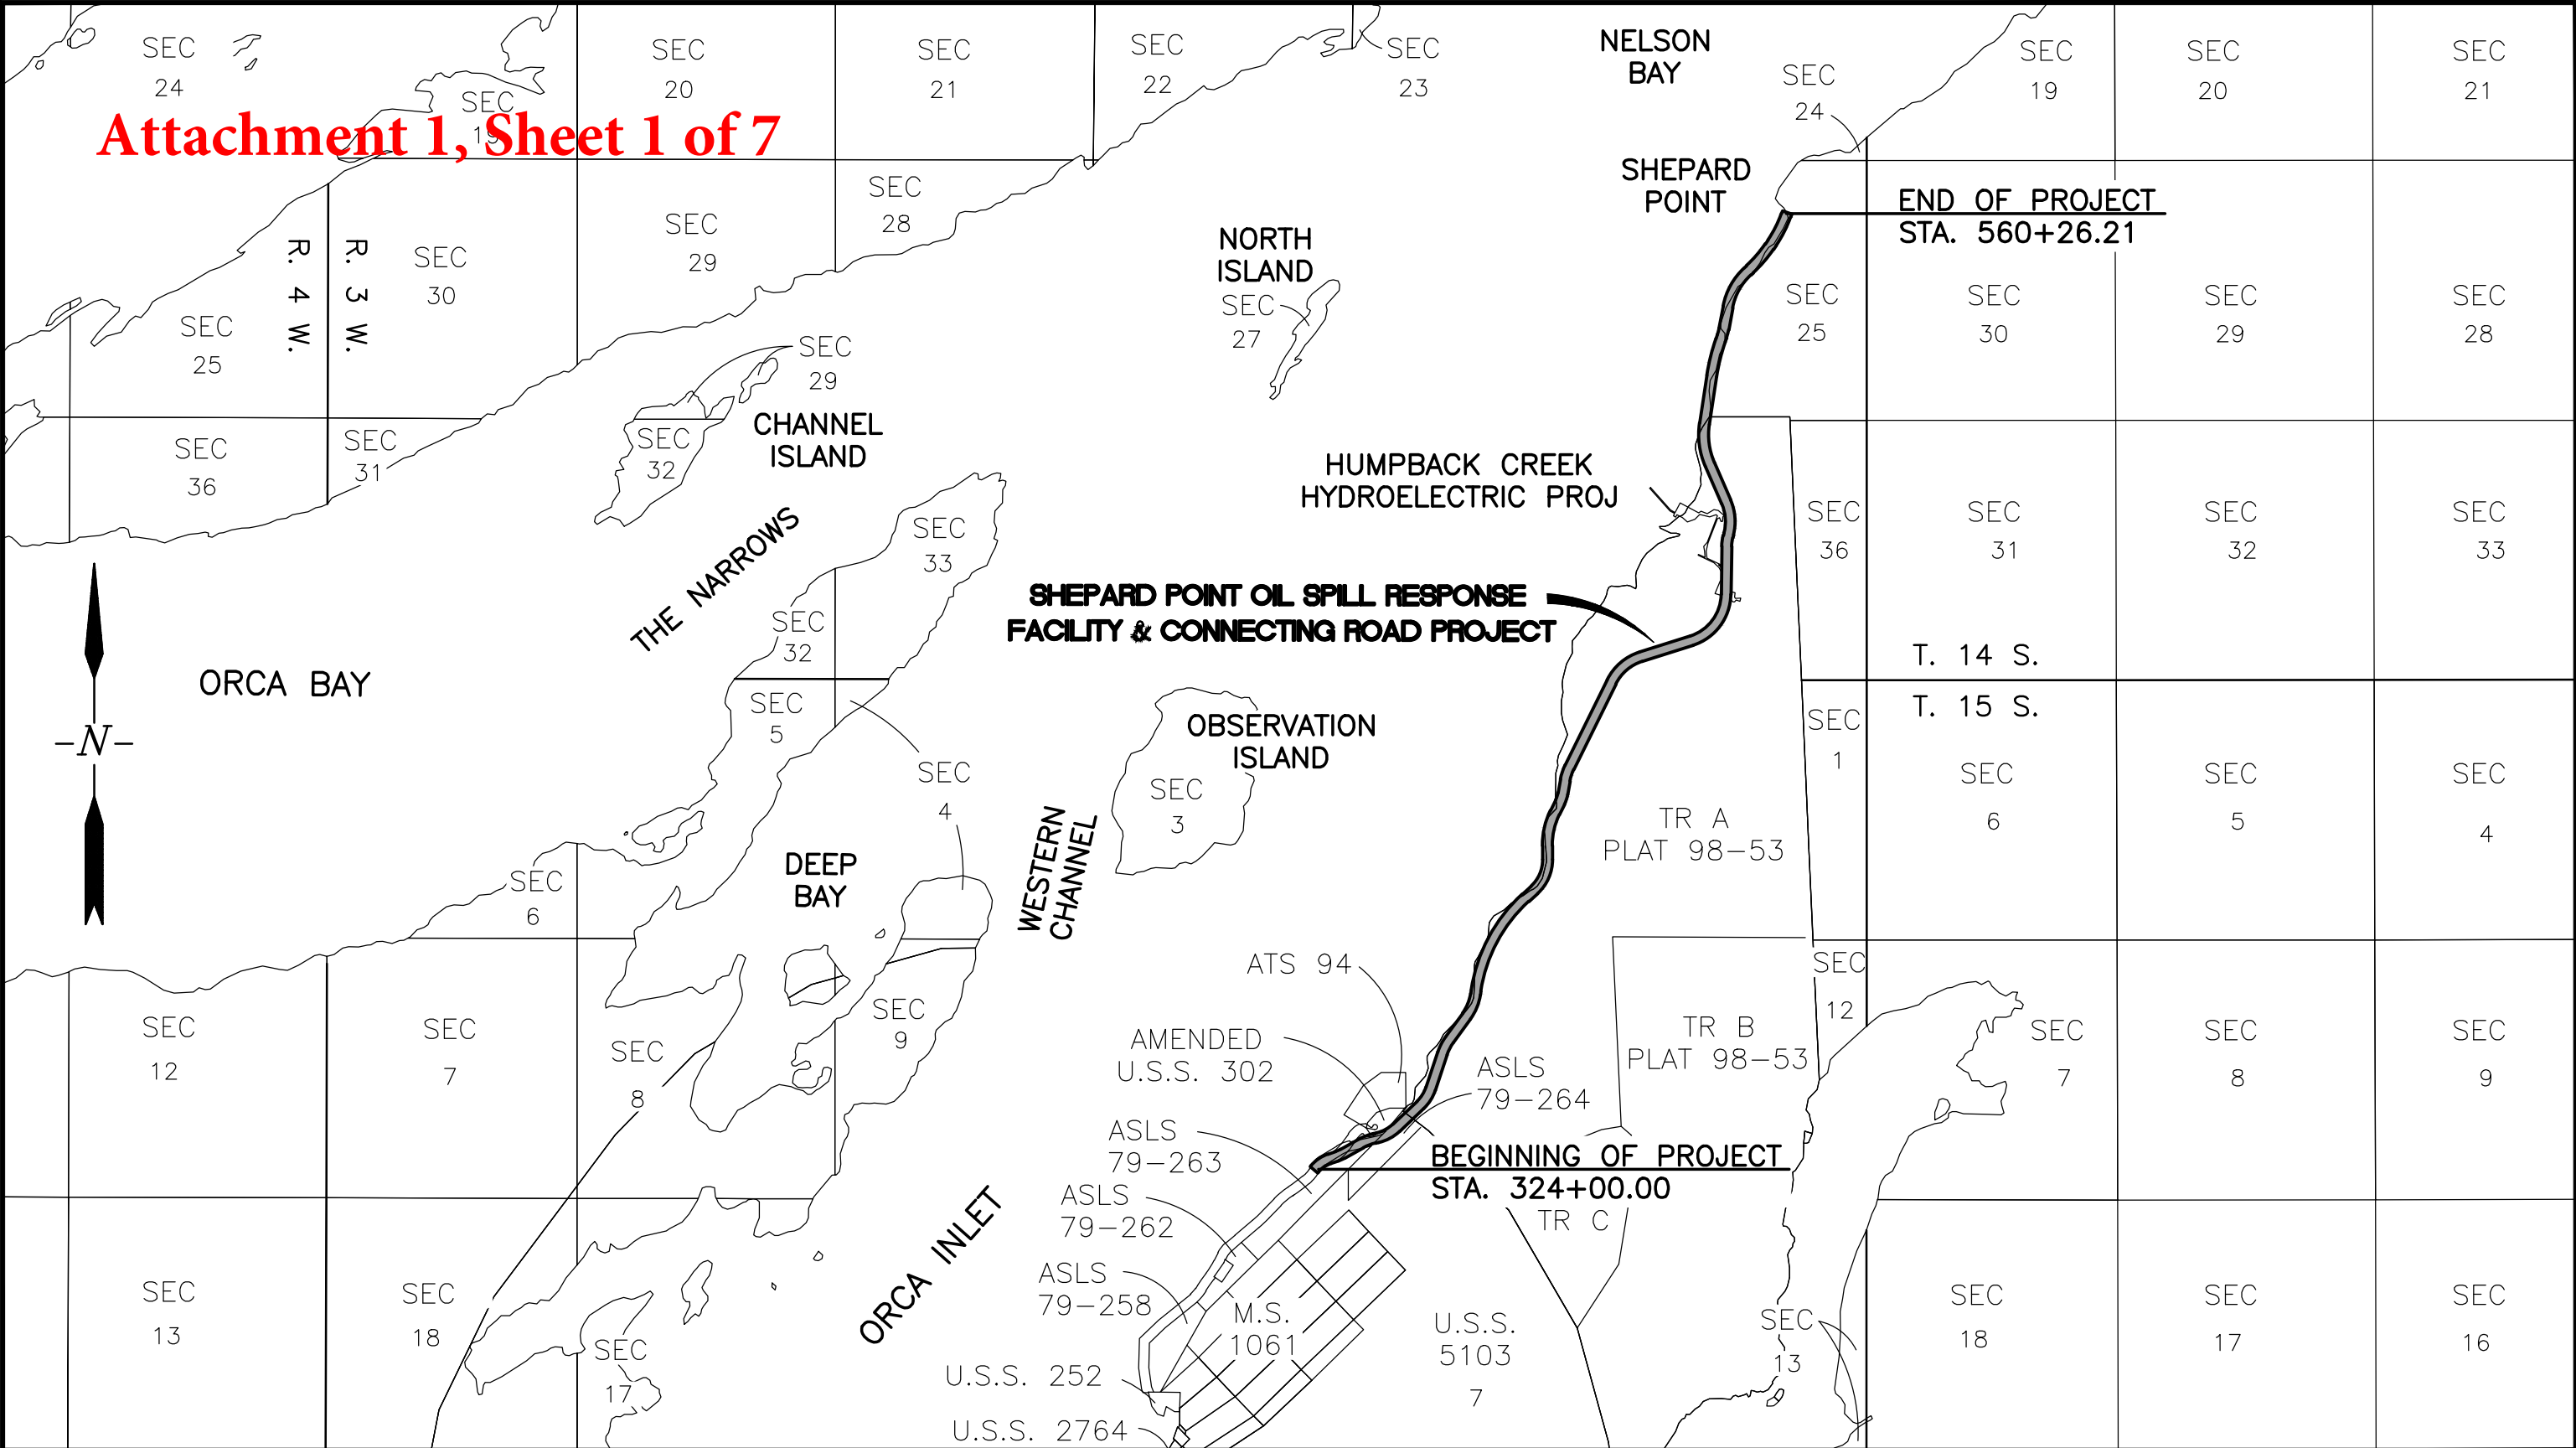 Attachment 1, Sheet 1 of 7
SEC
24
SEC
19
SEC
20
SEC
21
SEC
22
SEC
23
NELSON
BAY
SEC
24
SEC
19
SEC
20
SEC
21
SHEPARD
POINT
END OF PROJECT
STA. 560+26.21
R. 4 W.
R. 3 W.
SEC
25
SEC
30
SEC
29
SEC
28
NORTH
ISLAND
SEC
27
SEC
25
SEC
30
SEC
29
SEC
28
SEC
29
CHANNEL
ISLAND
SEC
36
SEC
31
SEC
32
SEC
33
THE NARROWS
SEC
32
HUMPBACK CREEK
HYDROELECTRIC PROJ
SHEPARD POINT OIL SPILL RESPONSE
FACILITY & CONNECTING ROAD PROJECT
SEC
36
SEC
31
SEC
32
SEC
33
T. 14 S.
T. 15 S.
ORCA BAY
-N-
SEC
5
SEC
4
OBSERVATION
ISLAND
SEC
3
WESTERN
CHANNEL
DEEP
BAY
SEC
6
TR A
PLAT 98-53
SEC
1
SEC
6
SEC
5
SEC
4
SEC
12
SEC
7
SEC
8
SEC
9
ATS 94
AMENDED
U.S.S. 302
ASLS
79-264
TR B
PLAT 98-53
SEC
12
SEC
7
SEC
8
SEC
9
ASLS
79-263
BEGINNING OF PROJECT
STA. 324+00.00
TR C
ASLS
79-262
ASLS
79-258
ORCA INLET
SEC
13
SEC
18
SEC
17
M.S.
1061
U.S.S.
5103
7
U.S.S. 252
U.S.S. 2764
SEC
13
SEC
18
SEC
17
SEC
16